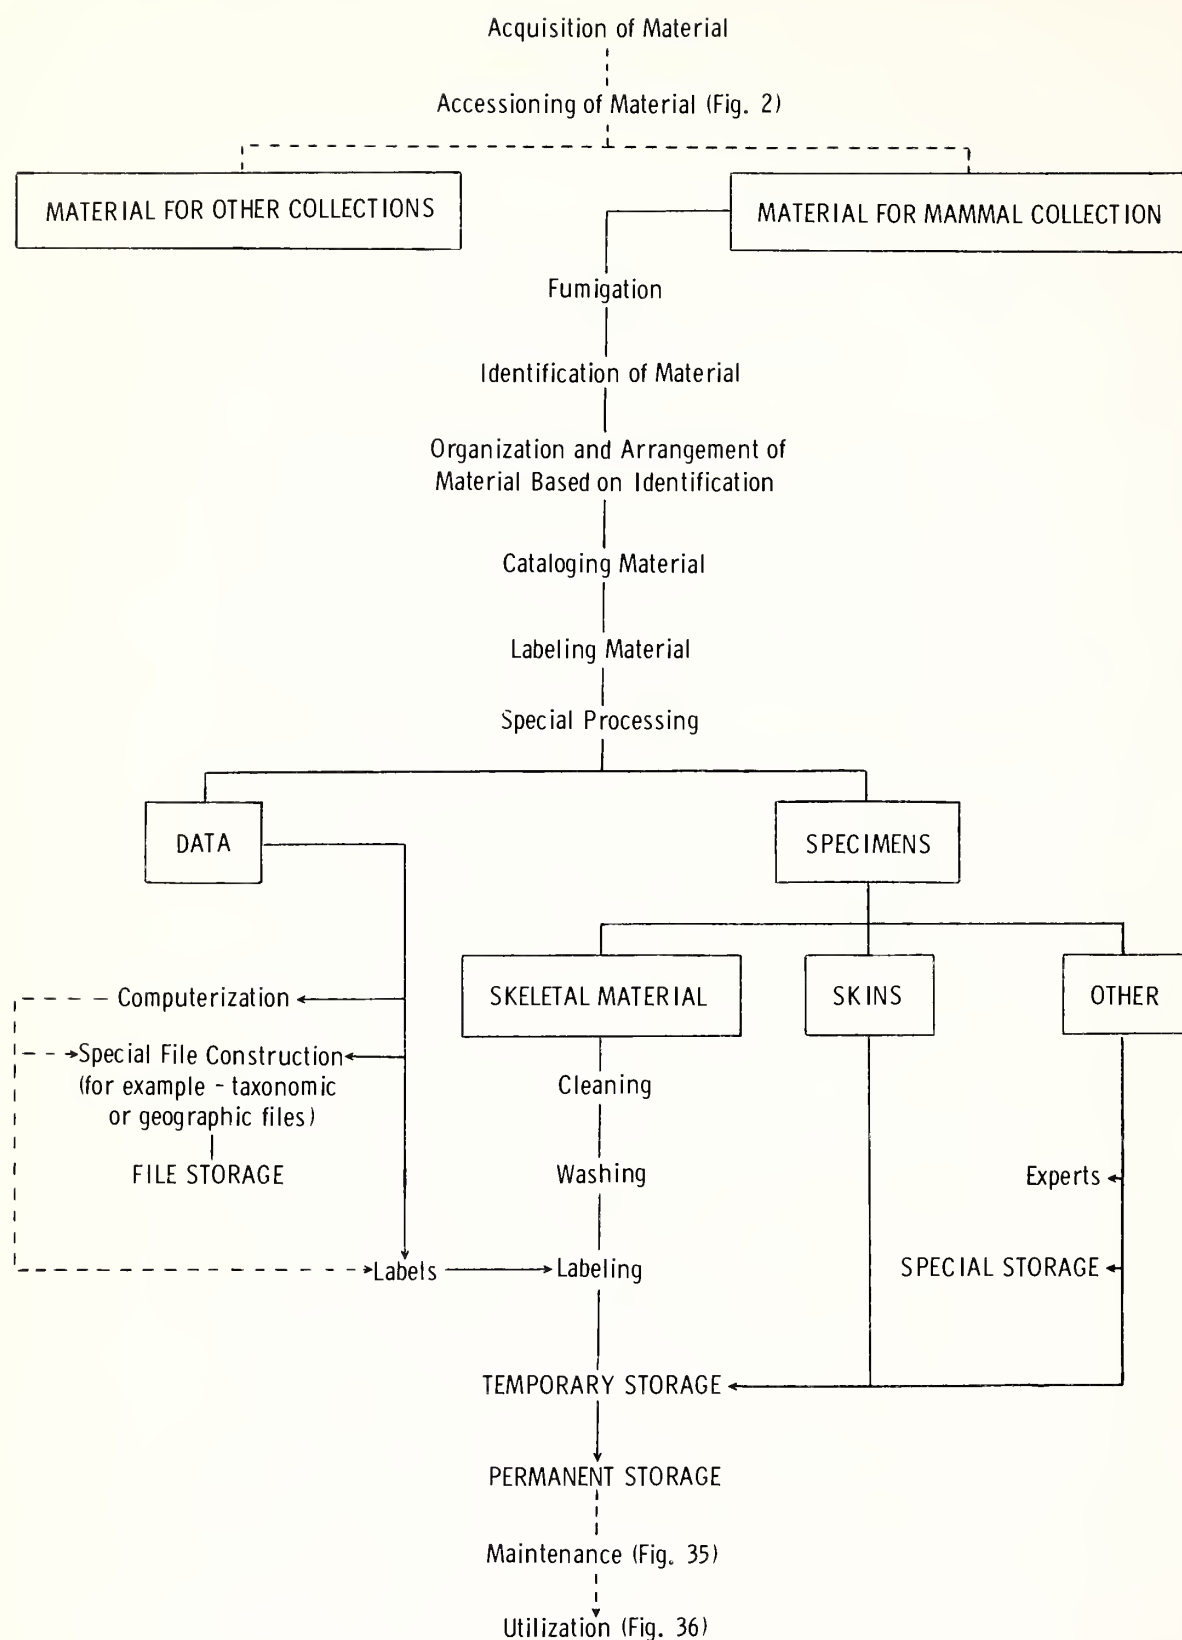 Acquisition of Material
Accessioning of Material (Fig. 2)
MATERIAL FOR OTHER COLLECTIONS
MATERIAL FOR MAMMAL COLLECTION
Fumigation
Identification of Material
Organization and Arrangement of
Material Based on Identification
Cataloging Material
Labeling Material
Special Processing
DATA
SPECIMENS
SKELETAL MATERIAL
SKINS
OTHER
Computerization
Special File Construction
(for example - taxonomic
or geographic files)
FILE STORAGE
Cleaning
Washing
Experts
Labels
Labeling
SPECIAL STORAGE
TEMPORARY STORAGE
PERMANENT STORAGE
Maintenance (Fig. 35)
Utilization (Fig. 36)